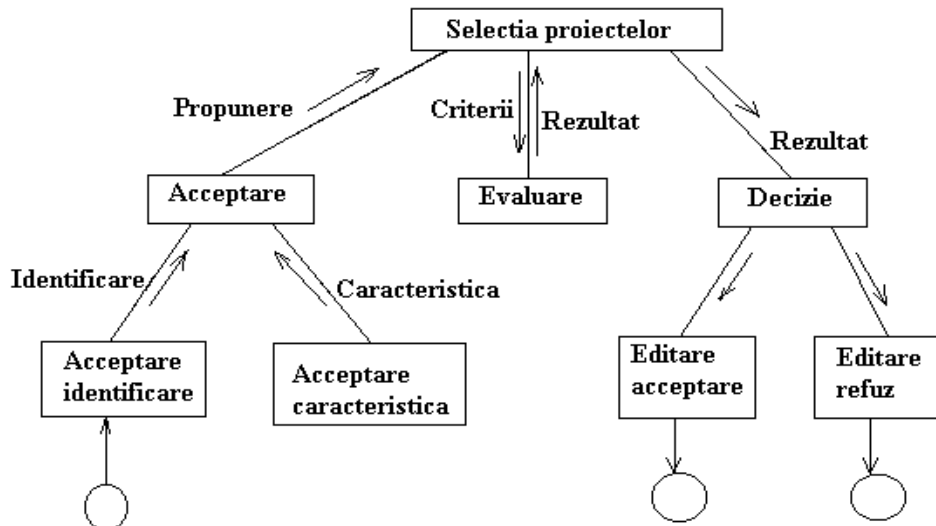 Selectia proiectelor
Propunere
Criterii
Rezultat
Rezultat
Acceptare
Evaluare
Decizie
Identificare
Caracteristica
Acceptare
identificare
Acceptare
caracteristica
Editare
acceptare
Editare
refuz